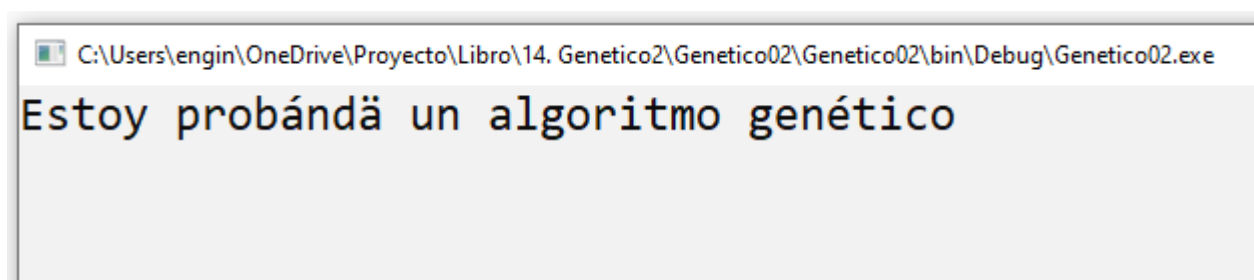 C:\Users\engin\OneDrive\Proyecto\Libro\14. Genetico2\Genetico02\Genetico02\bin\Debug\Genetico02.exe
Estoy probándä un algoritmo genético